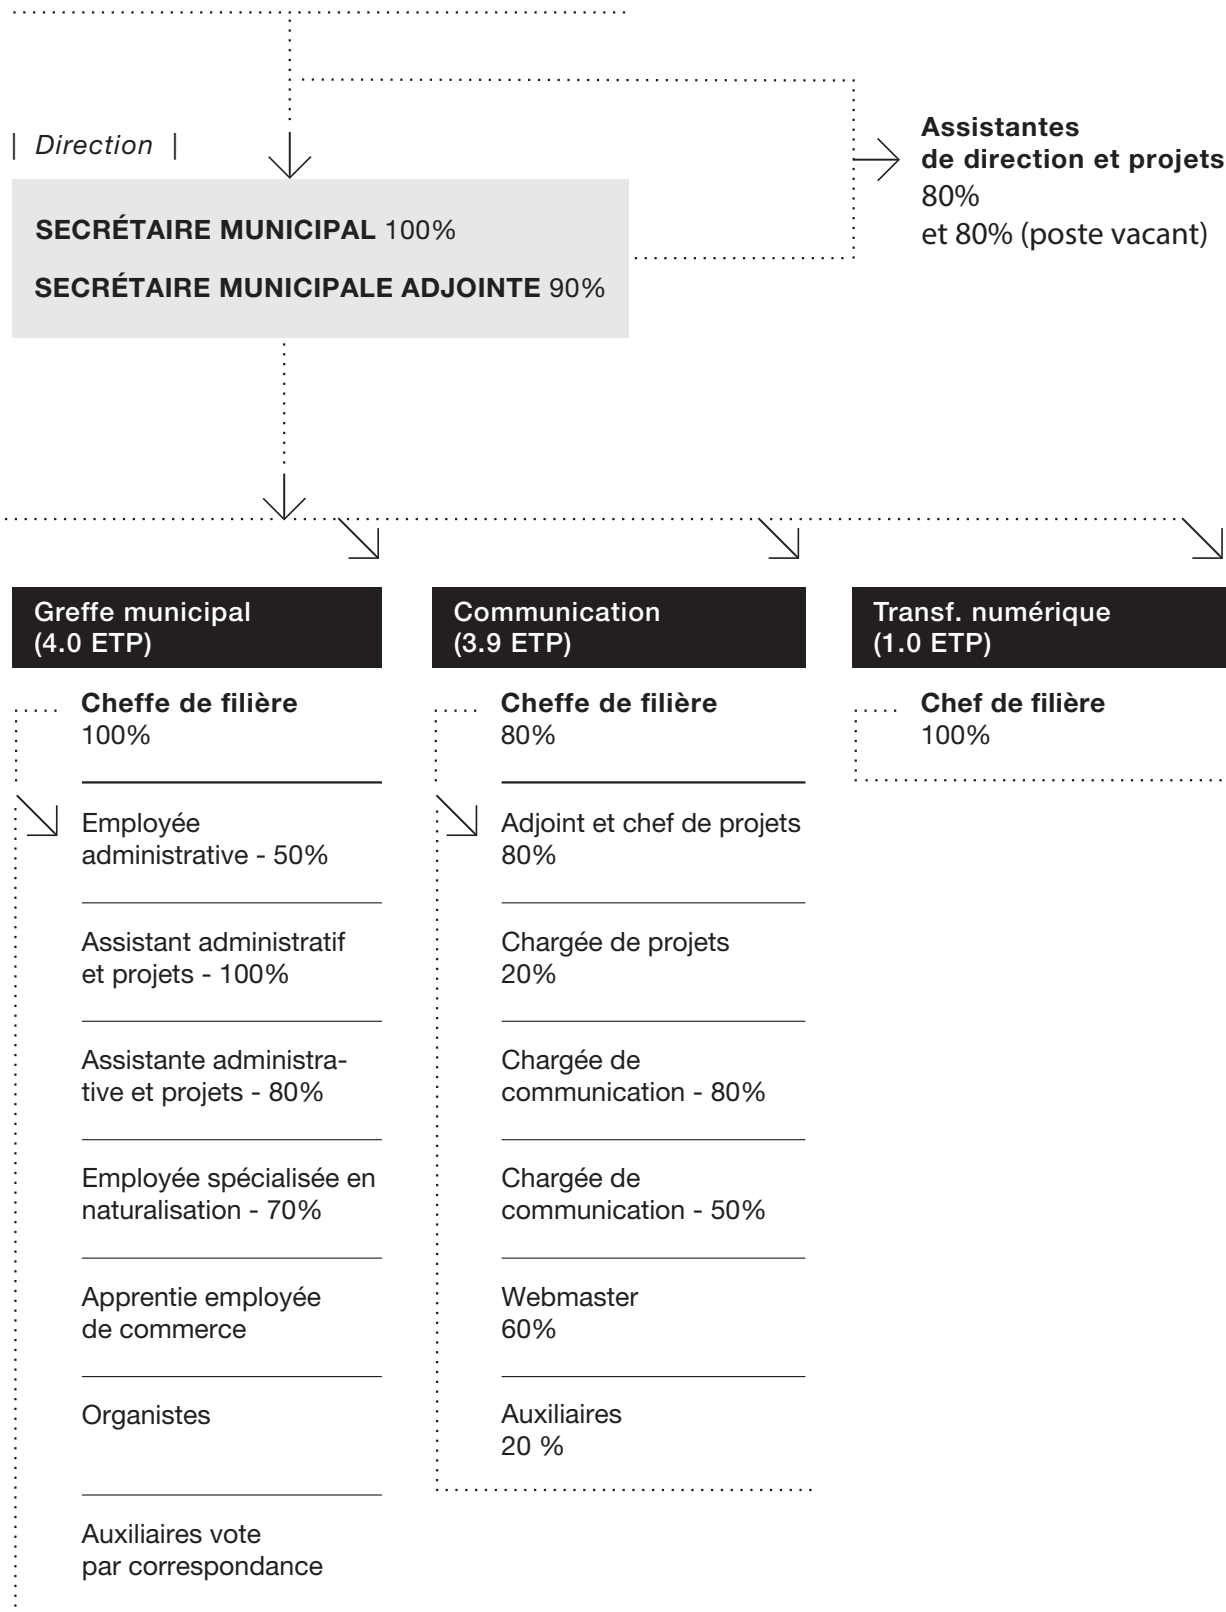 | Direction |
SECRÉTAIRE MUNICIPAL 100%
SECRÉTAIRE MUNICIPALE ADJOINTE 90%
Assistantes
de direction et projets
80%
et 80% (poste vacant)
Greffe municipal
(4.0 ETP)
Cheffe de filière
100%
Employée
administrative - 50%
Assistant administratif
et projets - 100%
Assistante administra-
tive et projets - 80%
Employée spécialisée en
naturalisation - 70%
Apprentie employée
de commerce
Organistes
Auxiliaires vote
par correspondance
Communication
(3.9 ETP)
Cheffe de filière
80%
Adjoint et chef de projets
80%
Chargée de projets
20%
Chargée de
communication - 80%
Chargée de
communication - 50%
Webmaster
60%
Auxiliaires
20 %
Transf. numérique
(1.0 ETP)
Chef de filière
100%